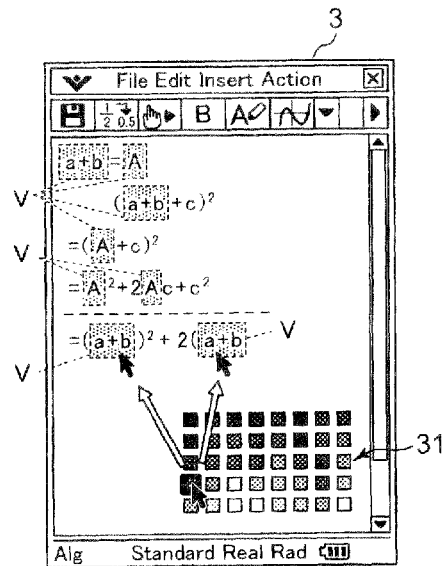 3
File Edit Insert Action
1/2 0.5 B A
a+b=A
V
(a+b+c)²
=(A+c)²
V
=A²+2Ac+c²
=(a+b)²+2(a+b V
V
31
Alg Standard Real Rad